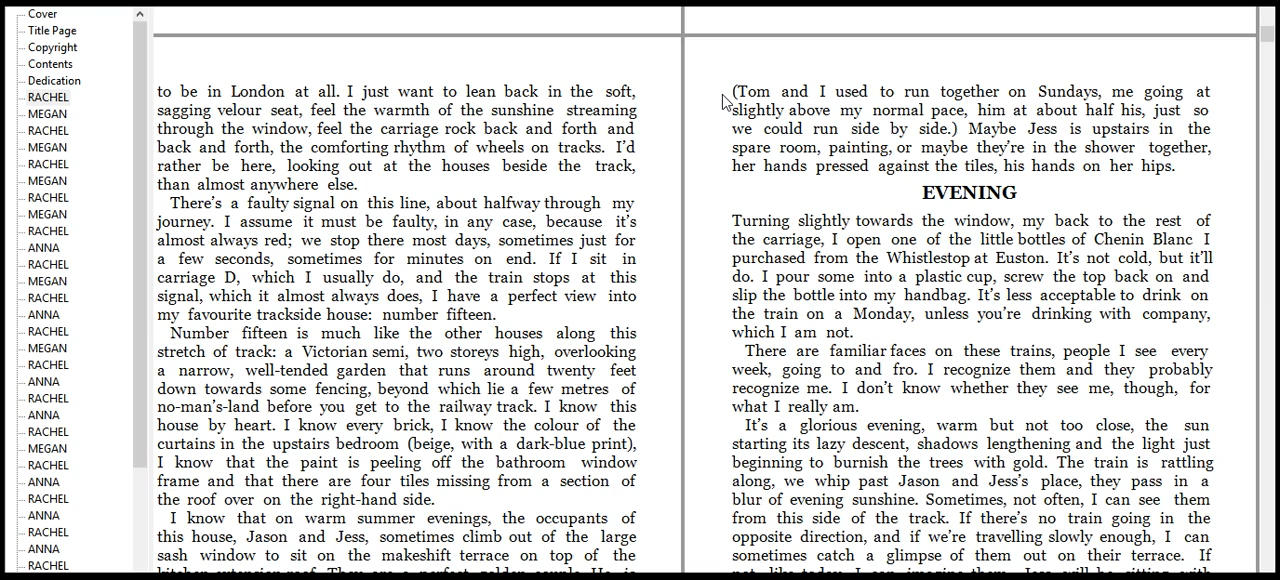 Cover
Title Page
Copyright
Contents
Dedication
RACHEL
MEGAN
RACHEL
MEGAN
RACHEL
MEGAN
RACHEL
MEGAN
RACHEL
ANNA
RACHEL
MEGAN
RACHEL
ANNA
RACHEL
MEGAN
RACHEL
ANNA
RACHEL
ANNA
RACHEL
MEGAN
RACHEL
ANNA
RACHEL
ANNA
RACHEL
ANNA
RACHEL
to be in London at all. I just want to lean back in the soft,
sagging velour seat, feel the warmth of the sunshine streaming
through the window, feel the carriage rock back and forth and
back and forth, the comforting rhythm of wheels on tracks. I'd
rather be here, looking out at the houses beside the track,
than almost anywhere else.
There's a faulty signal on this line, about halfway through my
journey. I assume it must be faulty, in any case, because it's
almost always red; we stop there most days, sometimes just for
a few seconds, sometimes for minutes on end. If I sit in
carriage D, which I usually do, and the train stops at this
signal, which it almost always does, I have a perfect view into
my favourite trackside house: number fifteen.
Number fifteen is much like the other houses along this
stretch of track: a Victorian semi, two storeys high, overlooking
a narrow, well-tended garden that runs around twenty feet
down towards some fencing, beyond which lie a few metres of
no-man's-land before you get to the railway track. I know this
house by heart. I know every brick, I know the colour of the
curtains in the upstairs bedroom (beige, with a dark-blue print),
I know that the paint is peeling off the bathroom window
frame and that there are four tiles missing from a section of
the roof over on the right-hand side.
I know that on warm summer evenings, the occupants of
this house, Jason and Jess, sometimes climb out of the large
sash window to sit on the makeshift terrace on top of the
kitchen-extension roof. They are a perfect, golden couple. He is
(Tom and I used to run together on Sundays, me going at
slightly above my normal pace, him at about half his, just so
we could run side by side.) Maybe Jess is upstairs in the
spare room, painting, or maybe they're in the shower together,
her hands pressed against the tiles, his hands on her hips.
EVENING
Turning slightly towards the window, my back to the rest of
the carriage, I open one of the little bottles of Chenin Blanc I
purchased from the Whistlestop at Euston. It's not cold, but it'll
do. I pour some into a plastic cup, screw the top back on and
slip the bottle into my handbag. It's less acceptable to drink on
the train on a Monday, unless you're drinking with company,
which I am not.
There are familiar faces on these trains, people I see every
week, going to and fro. I recognize them and they probably
recognize me. I don't know whether they see me, though, for
what I really am.
It's a glorious evening, warm but not too close, the sun
starting its lazy descent, shadows lengthening and the light just
beginning to burnish the trees with gold. The train is rattling
along, we whip past Jason and Jess's place, they pass in a
blur of evening sunshine. Sometimes, not often, I can see them
from this side of the track. If there's no train going in the
opposite direction, and if we're travelling slowly enough, I can
sometimes catch a glimpse of them out on their terrace. If
not – like today – I can imagine them. Jess will be sitting with